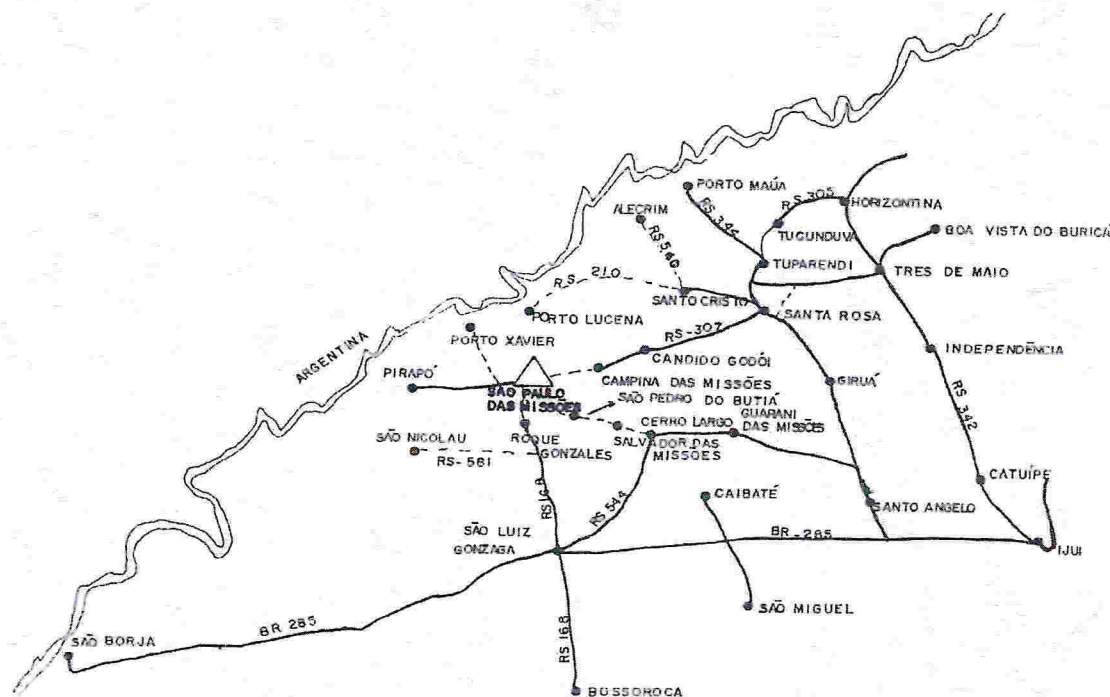 PORTO MAÚA
RS-305
HORIZONTINA
ALECRIM
RS-344
TUGUNDUVA
BOA VISTA DO BURICÁ
RS-540
TUPARENDI
TRES DE MAIO
RS-210
SANTO CRISTO
PORTO LUCENA
SANTA ROSA
RS-307
PORTO XAVIER
ARGENTINA
CANDIDO GODÓI
INDEPENDÊNCIA
PIRAPÓ
CAMPINA DAS MISSÕES
GIRUÁ
SÃO PAULO
DAS MISSÕES
SÃO PEDRO DO BUTIÁ
RS 342
CERRO LARGO
GUARANI
DAS MISSÕES
SÃO NICOLAU
ROQUE
GONZALES
SALVADOR DAS
MISSÕES
RS-561
CATUÍPE
CAIBATÉ
RS 168
RS 544
SANTO ANGELO
SÃO LUIZ
GONZAGA
BR-285
IJUI
SÃO MIGUEL
BR 285
SÃO BORJA
RS 168
BOSSOROCA